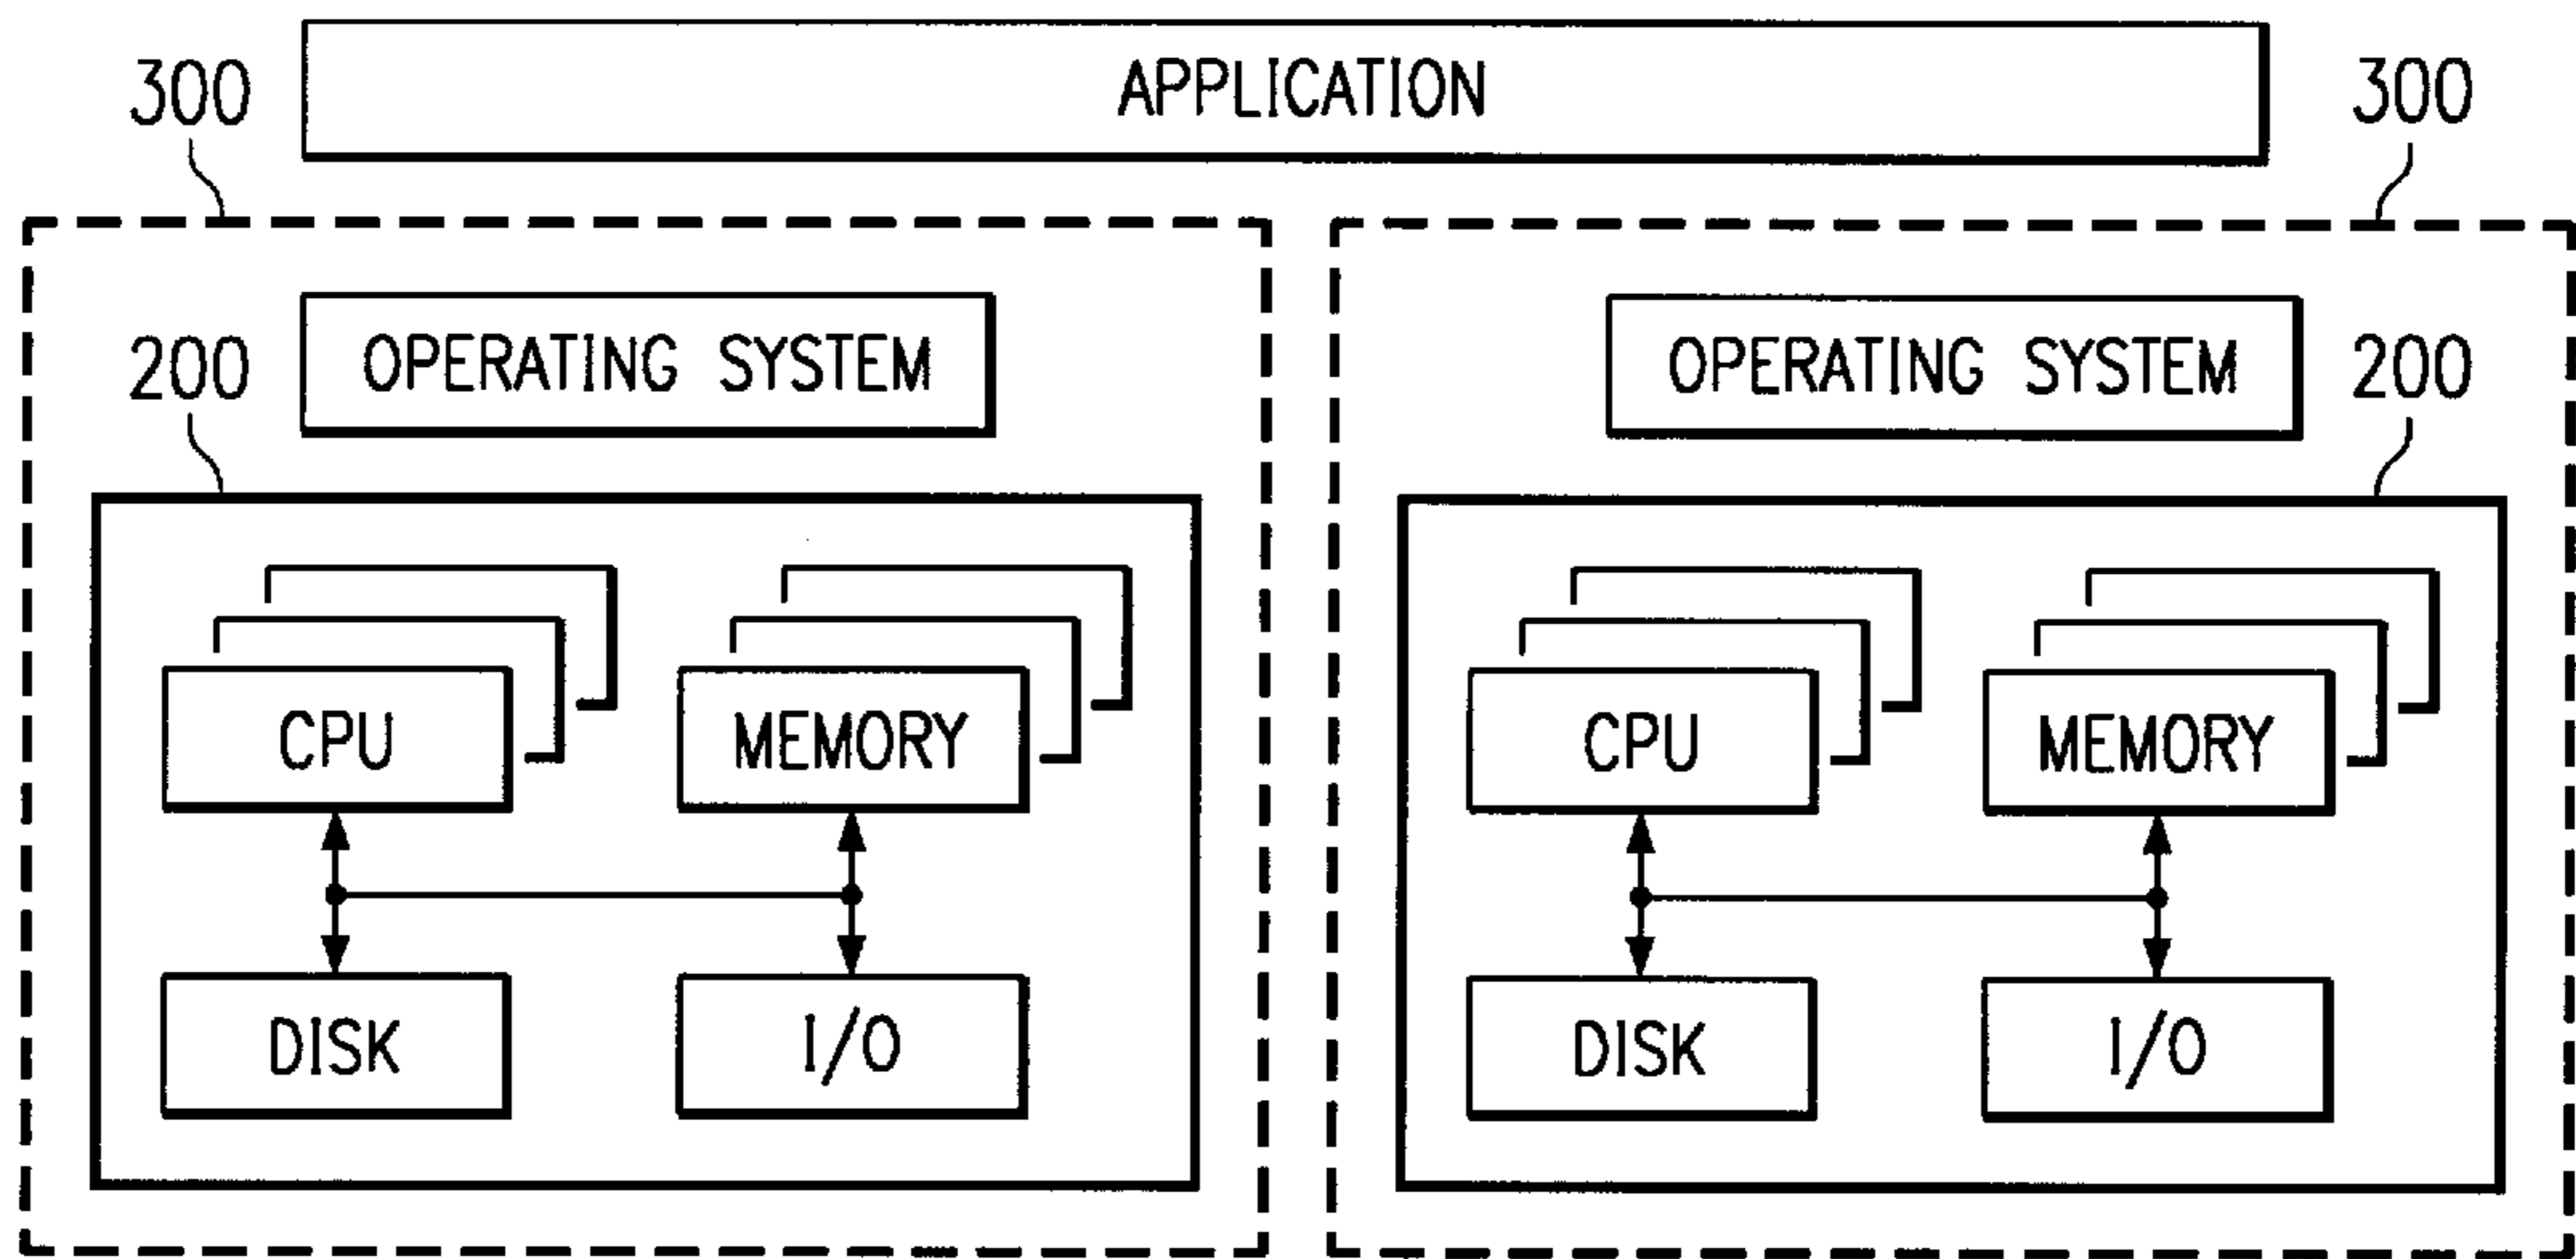 APPLICATION
300
300
OPERATING SYSTEM
200
OPERATING SYSTEM
200
CPU
MEMORY
DISK
I/O
CPU
MEMORY
DISK
I/O